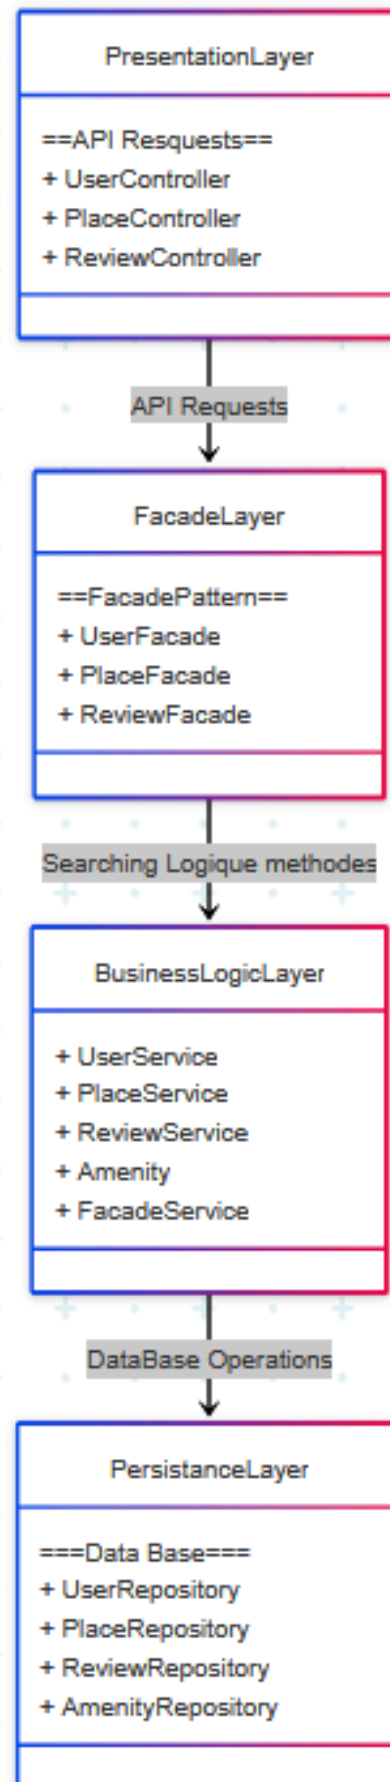 PresentationLayer
==API Resquests==
+ UserController
+ PlaceController
+ ReviewController
API Requests
FacadeLayer
==FacadePattern==
+ UserFacade
+ PlaceFacade
+ ReviewFacade
Searching Logique methodes
BusinessLogicLayer
+ UserService
+ PlaceService
+ ReviewService
+ Amenity
+ FacadeService
DataBase Operations
PersistanceLayer
===Data Base===
+ UserRepository
+ PlaceRepository
+ ReviewRepository
+ AmenityRepository